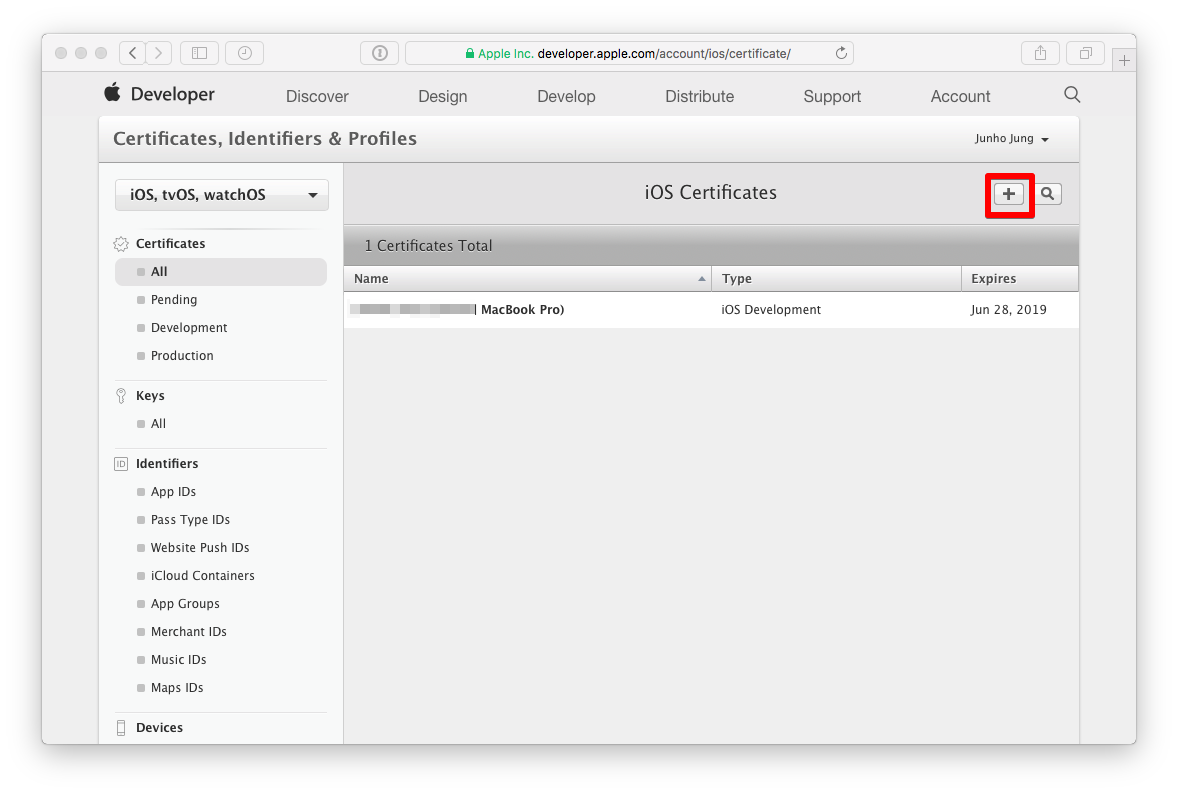 Apple Inc. developer.apple.com/account/ios/certificate/
Developer Discover Design Develop Distribute Support Account
Certificates, Identifiers & Profiles
Junho Jung
iOS, tvOS, watchOS
Certificates
All
Pending
Development
Production
Keys
All
ID Identifiers
App IDs
Pass Type IDs
Website Push IDs
iCloud Containers
App Groups
Merchant IDs
Music IDs
Maps IDs
Devices
iOS Certificates
1 Certificates Total
Name Type Expires
MacBook Pro) iOS Development Jun 28, 2019